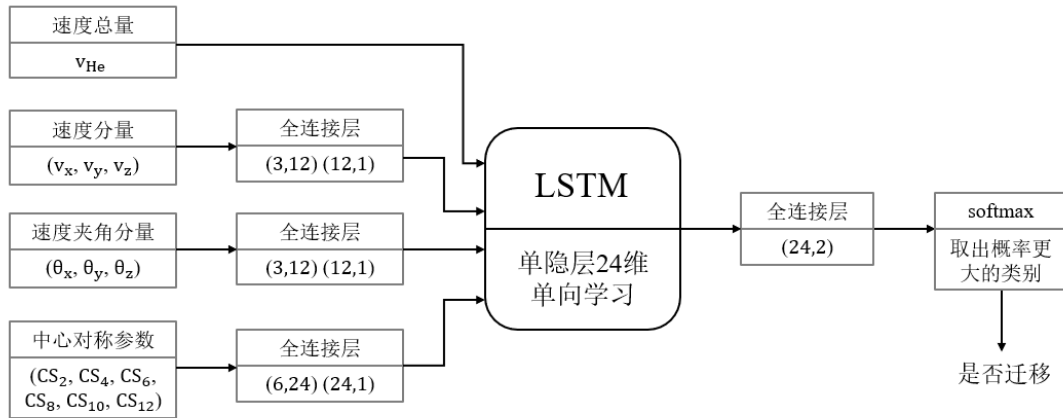 速度总量
v_He
速度分量
(v_x, v_y, v_z)
全连接层
(3,12) (12,1)
速度夹角分量
(θ_x, θ_y, θ_z)
全连接层
(3,12) (12,1)
中心对称参数
(CS_2, CS_4, CS_6,
CS_8, CS_10, CS_12)
全连接层
(6,24) (24,1)
LSTM
单隐层24维
单向学习
全连接层
(24,2)
softmax
取出概率更
大的类别
是否迁移